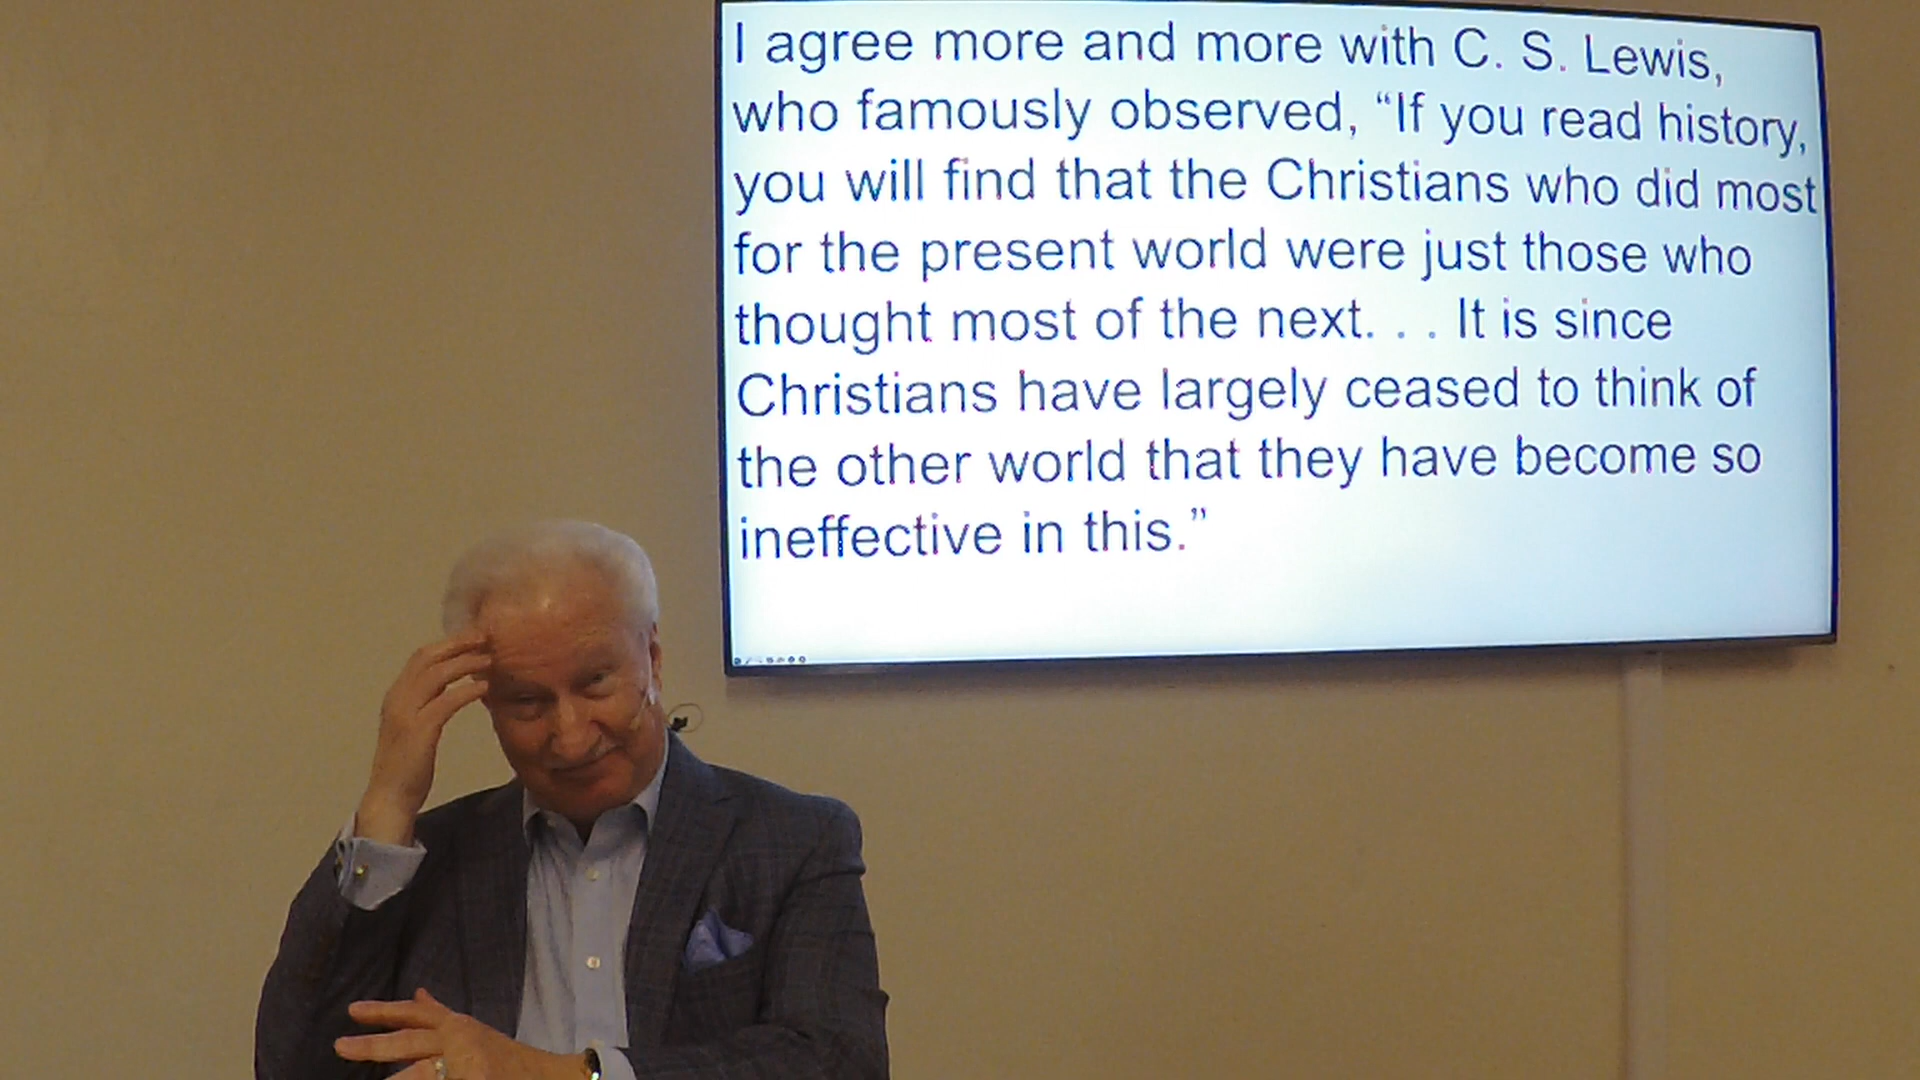 I agree more and more with C. S. Lewis,
who famously observed, “If you read history,
you will find that the Christians who did most
for the present world were just those who
thought most of the next. . . It is since
Christians have largely ceased to think of
the other world that they have become so
ineffective in this.”